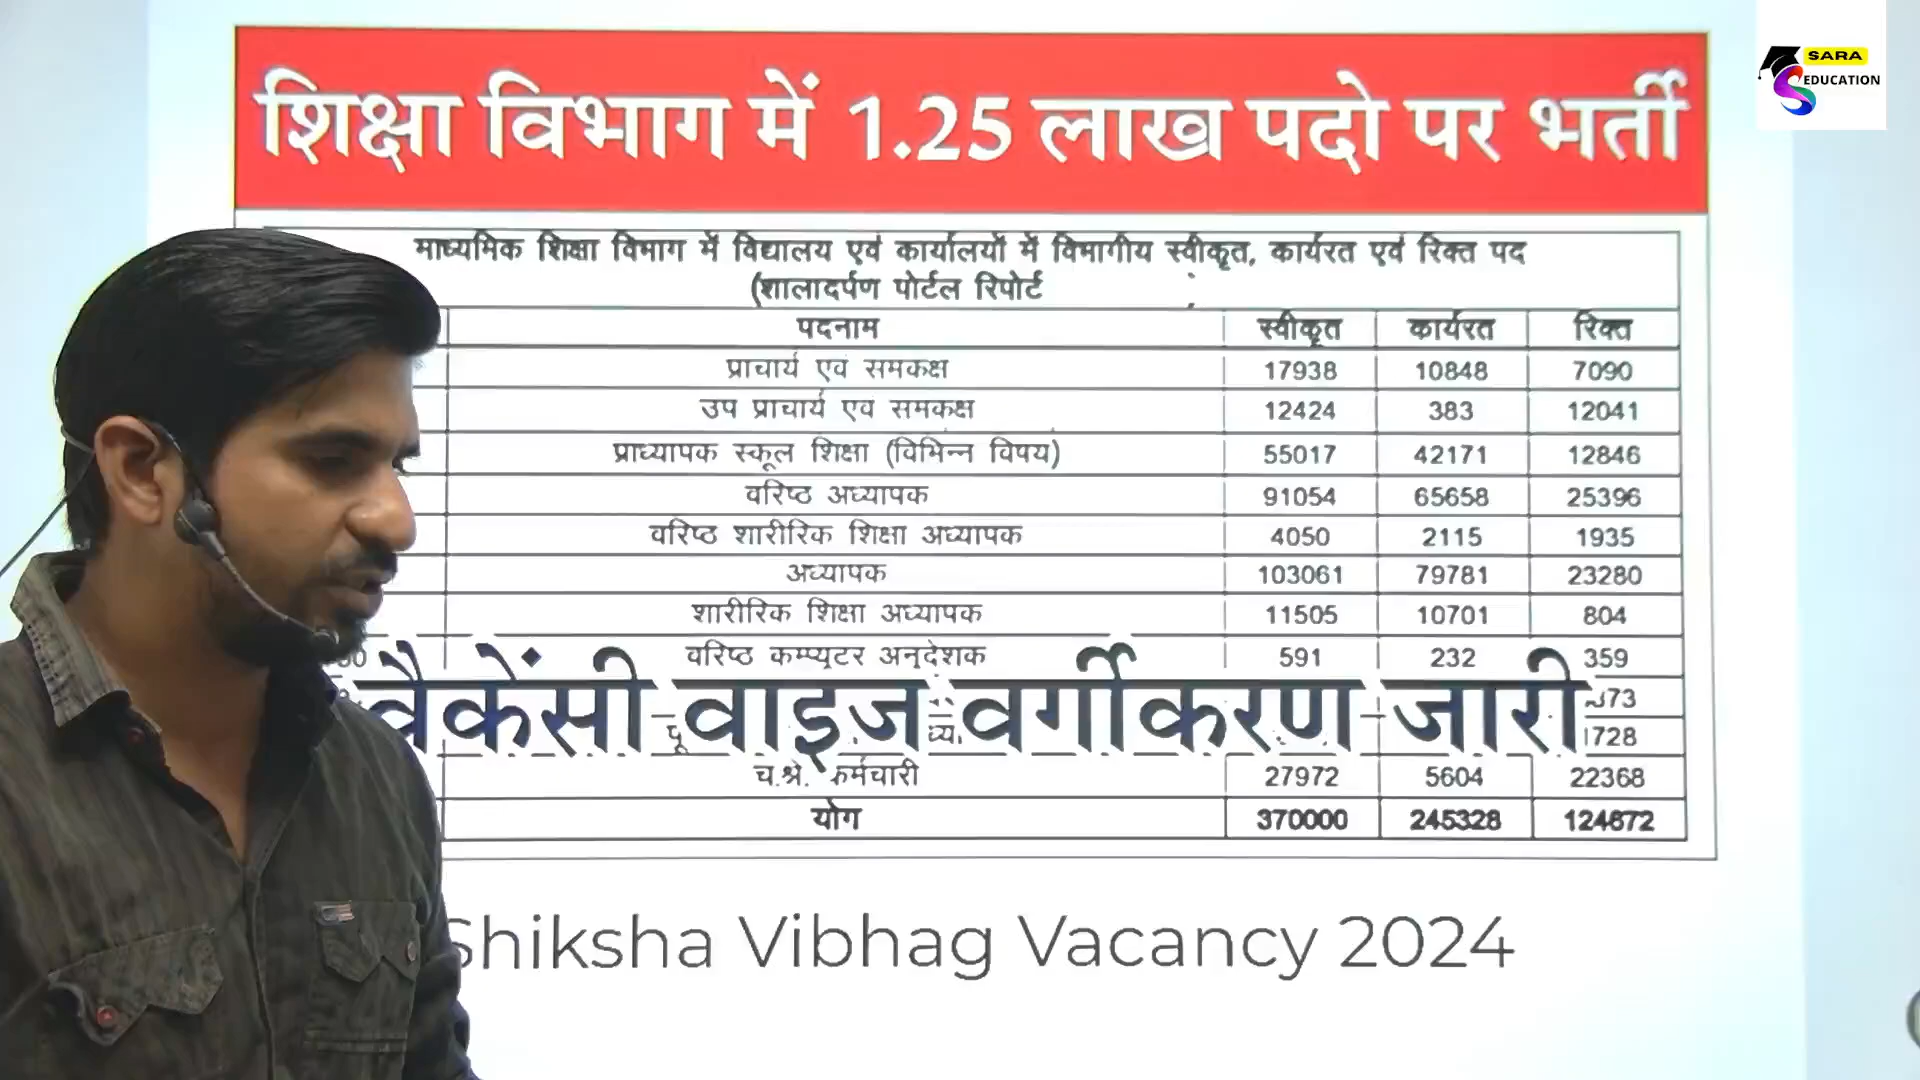 SARA
EDUCATION
शिक्षा विभाग में 1.25 लाख पदो पर भर्ती
माध्यमिक शिक्षा विभाग में विद्यालय एवं कार्यालयों में विभागीय स्वीकृत, कार्यरत एवं रिक्त पद
(शालादर्पण पोर्टल रिपोर्ट
पदनाम स्वीकृत कार्यरत रिक्त
प्राचार्य एव समकक्ष 17938 10848 7090
उप प्राचार्य एव समकक्ष 12424 383 12041
प्राध्यापक स्कूल शिक्षा (विभिन्न विषय) 55017 42171 12846
वरिष्ठ अध्यापक 91054 65658 25396
वरिष्ठ शारीरिक शिक्षा अध्यापक 4050 2115 1935
अध्यापक 103061 79781 23280
शारीरिक शिक्षा अध्यापक 11505 10701 804
वरिष्ठ कम्प्यूटर अनुदेशक 591 232 359
वैकेंसी वाइज वर्गीकरण जारी
च.श्रे. कर्मचारी 27972 5604 22368
योग 370000 245328 124672
Shiksha Vibhag Vacancy 2024